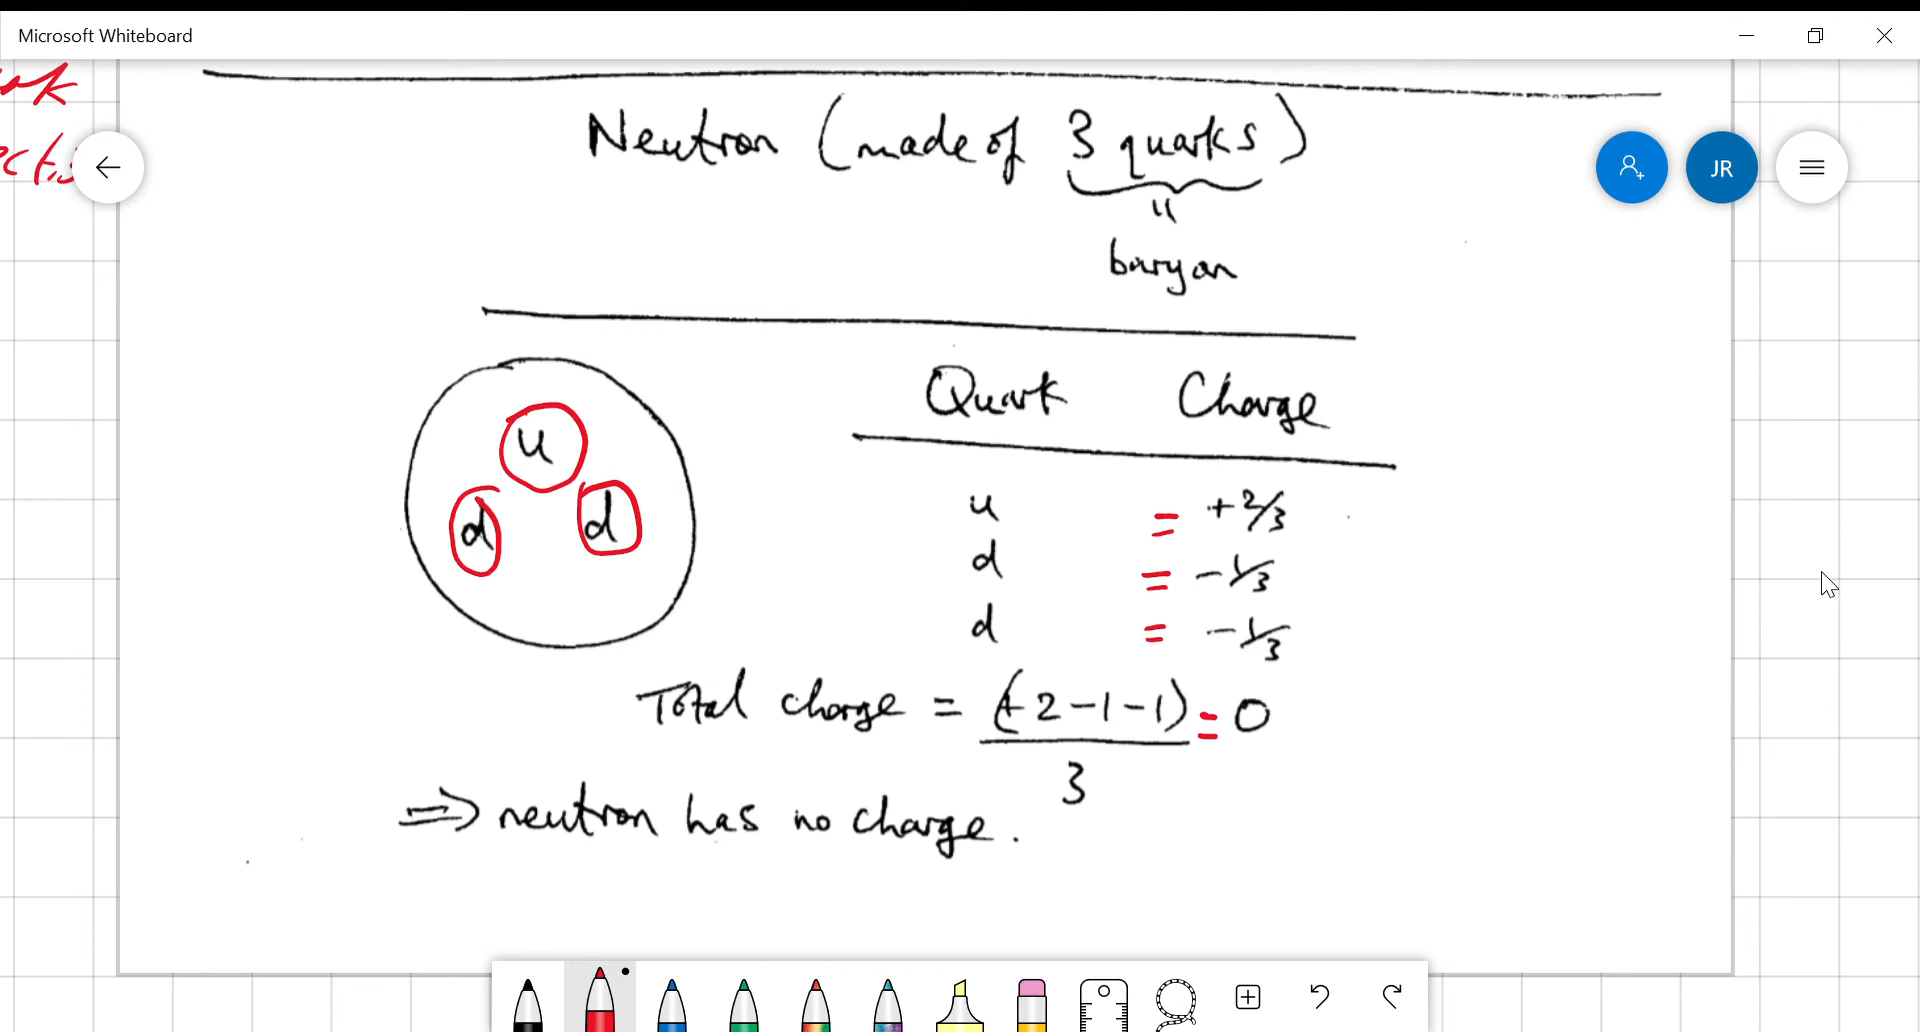 Microsoft Whiteboard
Neutron (made of 3 quarks)
"
baryon
JR
Quark Charge
u
d d
u = +2/3
d = -1/3
d = -1/3
Total charge = (+2-1-1) = 0
3
⇒ neutron has no charge.